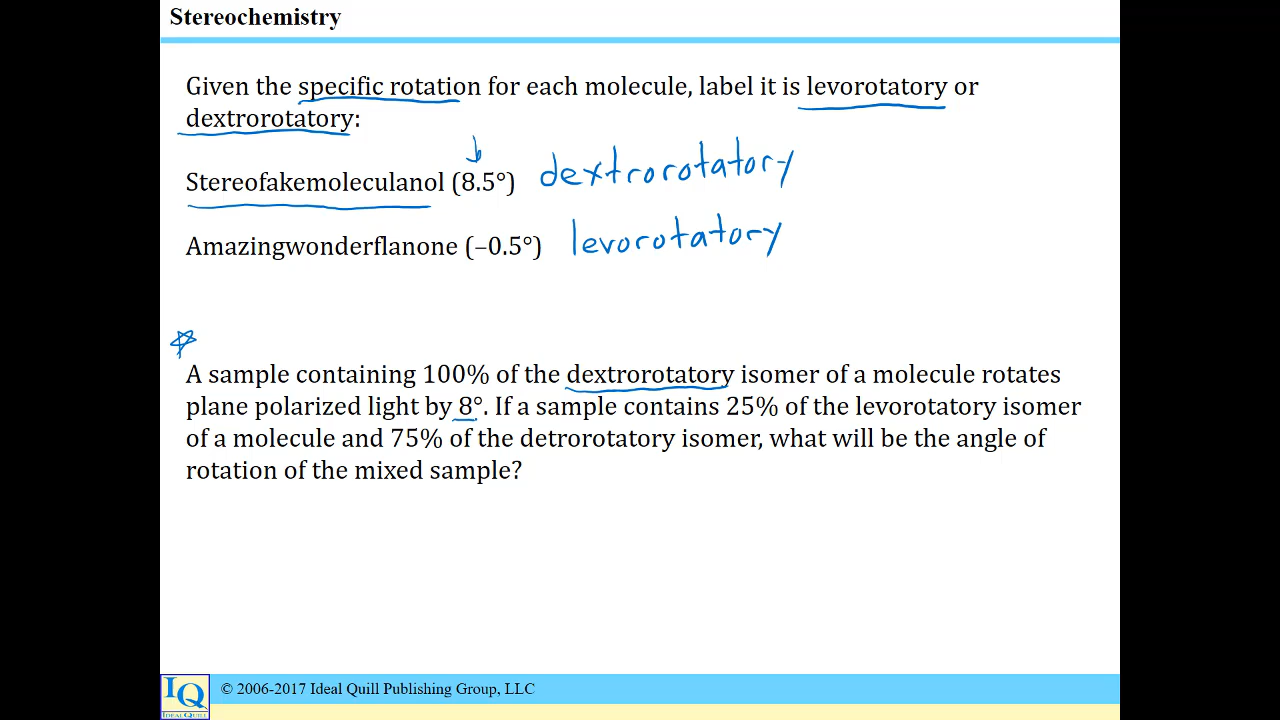 Stereochemistry
Given the specific rotation for each molecule, label it is levorotatory or
dextrorotatory:
Stereofakemoleculanol (8.5°) dextrorotatory
Amazingwonderflanone (–0.5°) levorotatory
A sample containing 100% of the dextrorotatory isomer of a molecule rotates
plane polarized light by 8°. If a sample contains 25% of the levorotatory isomer
of a molecule and 75% of the detrorotatory isomer, what will be the angle of
rotation of the mixed sample?
IQ
IDEAL QUILL
© 2006-2017 Ideal Quill Publishing Group, LLC